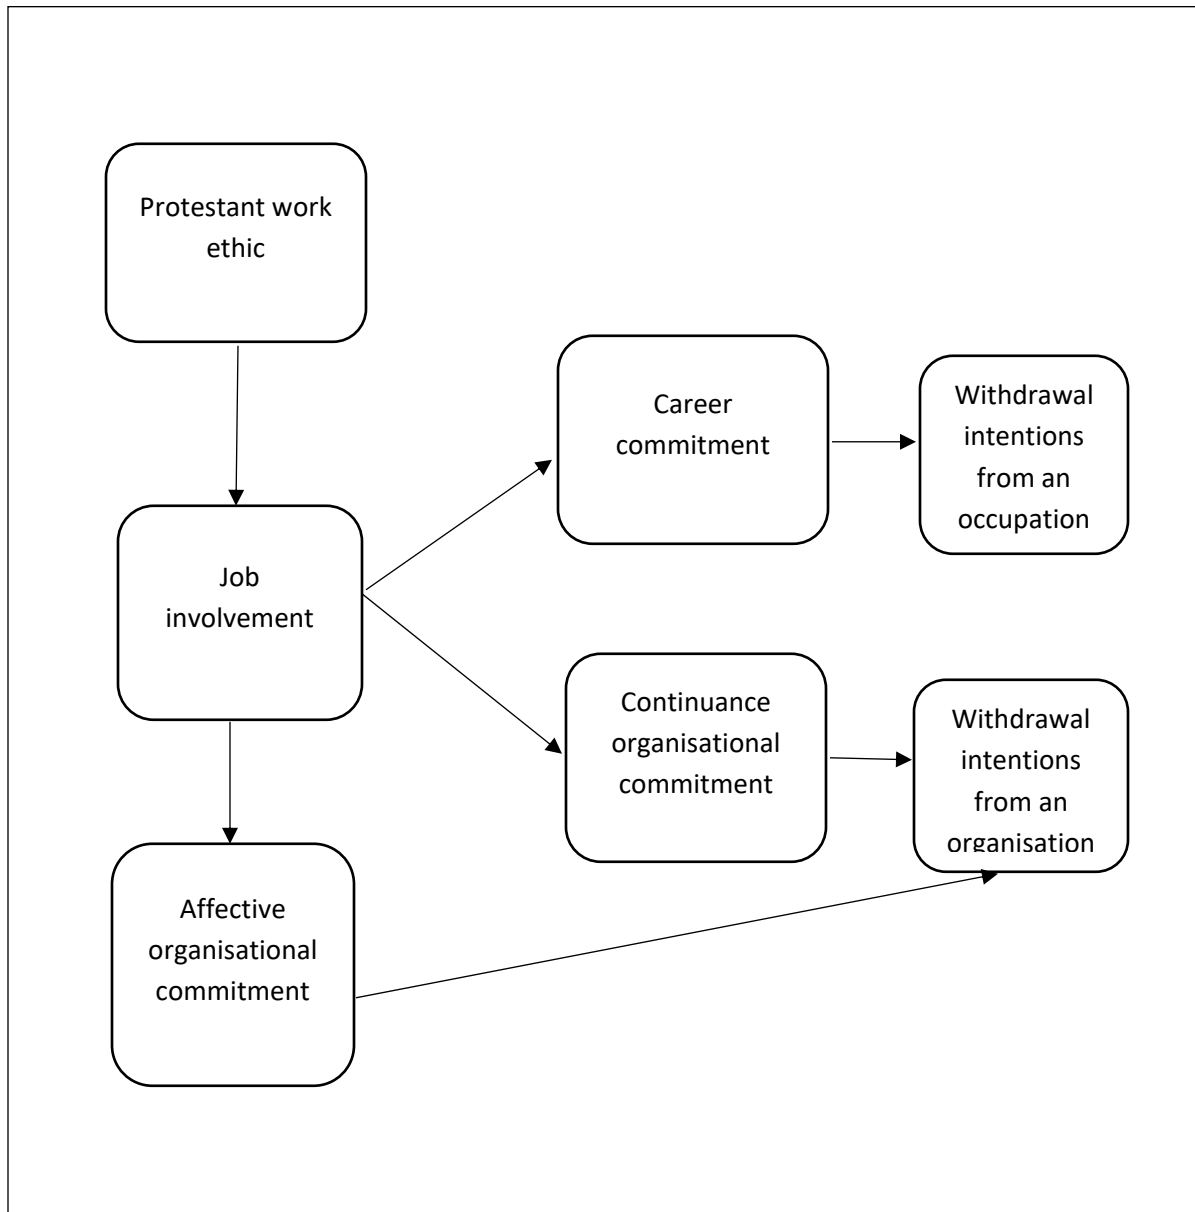 Protestant work
ethic
Career
commitment
Withdrawal
intentions
from an
occupation
Job
involvement
Continuance
organisational
commitment
Withdrawal
intentions
from an
organisation
Affective
organisational
commitment